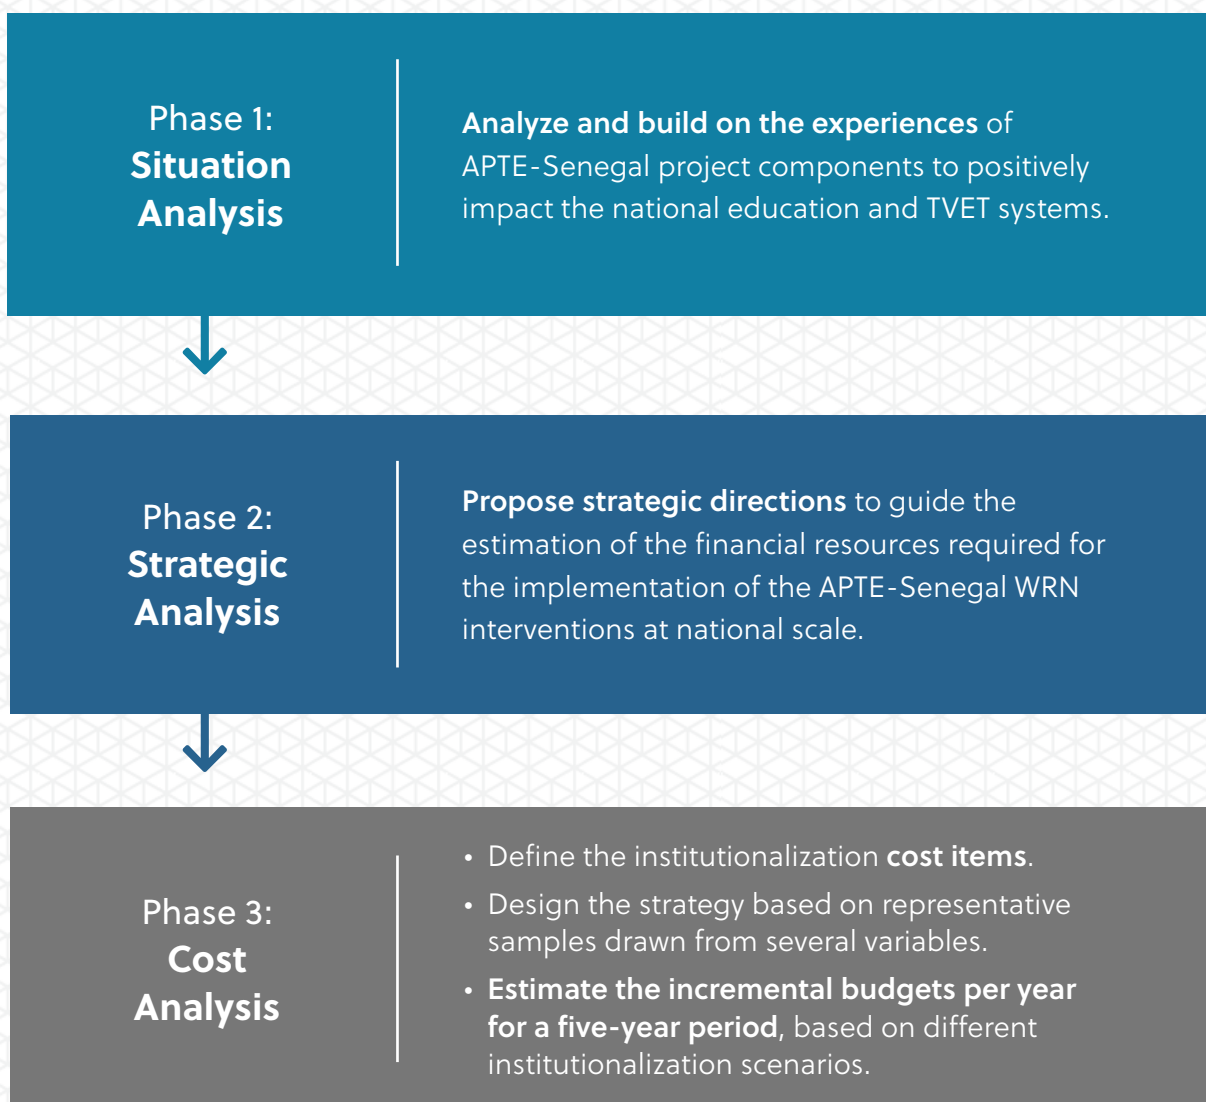 Phase 1:
Situation
Analysis
Analyze and build on the experiences of
APTE-Senegal project components to positively
impact the national education and TVET systems.
Phase 2:
Strategic
Analysis
Propose strategic directions to guide the
estimation of the financial resources required for
the implementation of the APTE-Senegal WRN
interventions at national scale.
Phase 3:
Cost
Analysis
• Define the institutionalization cost items.
• Design the strategy based on representative
samples drawn from several variables.
• Estimate the incremental budgets per year
for a five-year period, based on different
institutionalization scenarios.